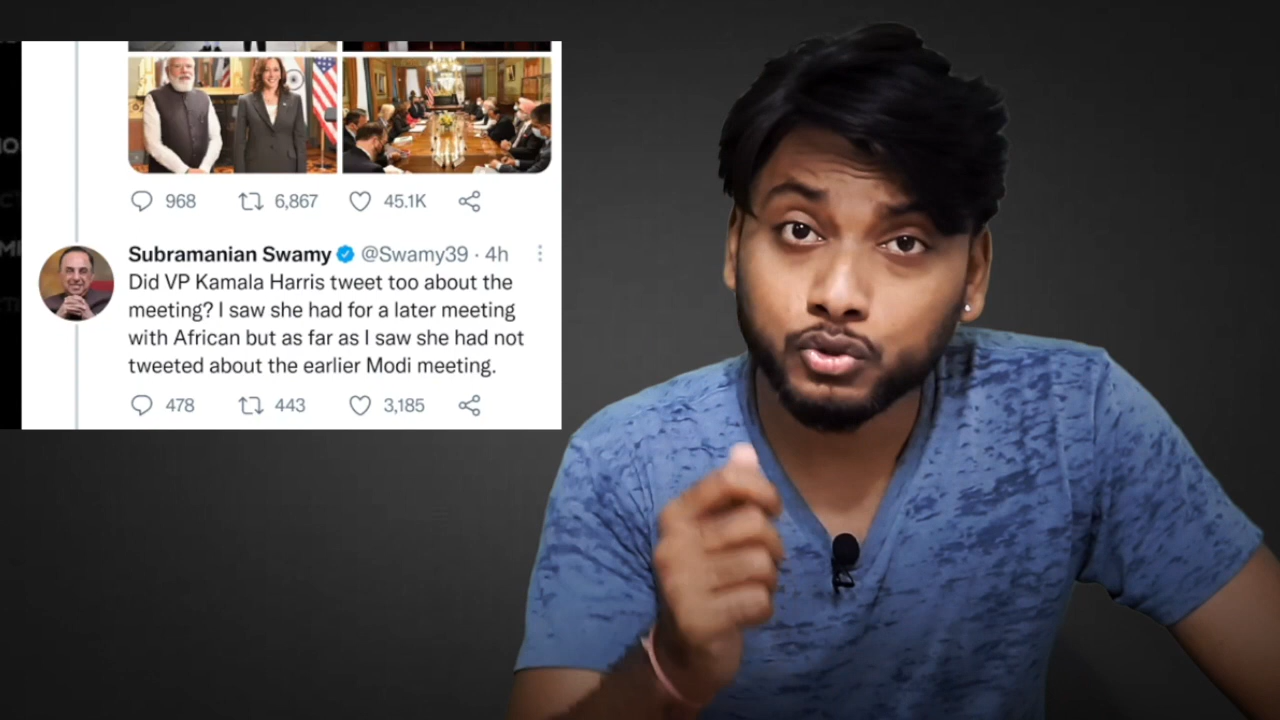 968 6,867 45.1K
Subramanian Swamy @Swamy39 · 4h
Did VP Kamala Harris tweet too about the
meeting? I saw she had for a later meeting
with African but as far as I saw she had not
tweeted about the earlier Modi meeting.
478 443 3,185